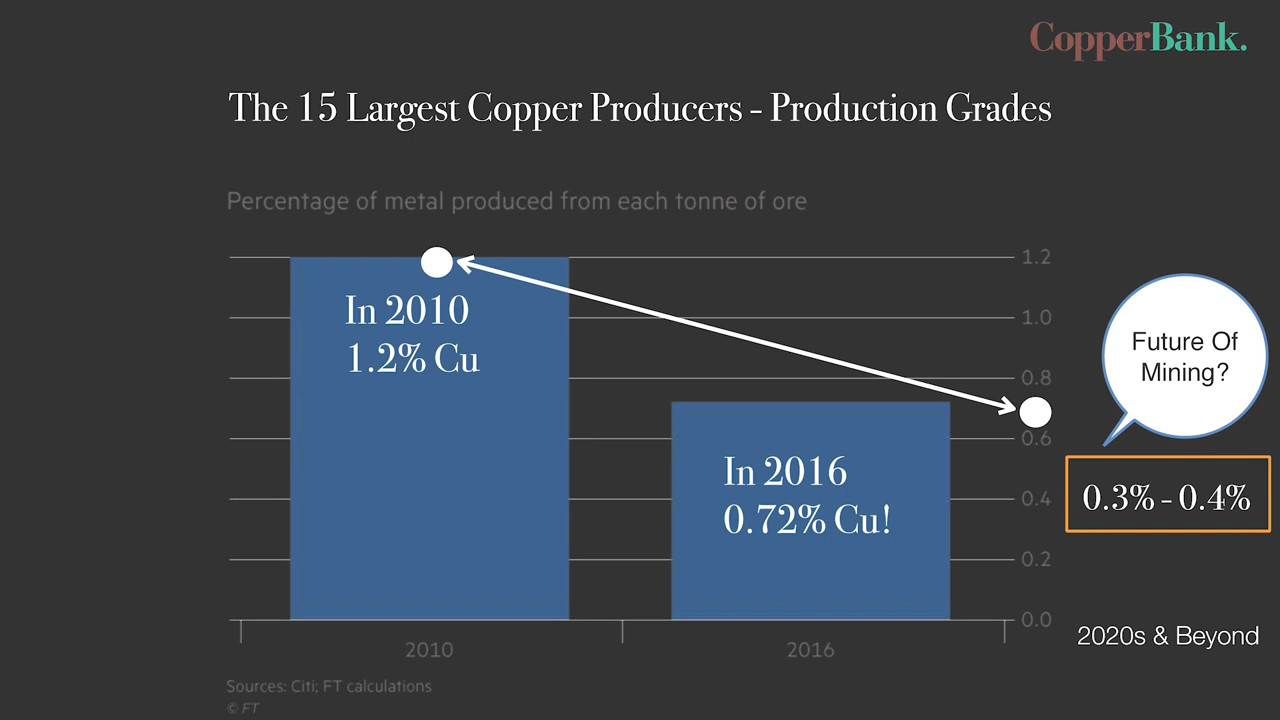 CopperBank.
The 15 Largest Copper Producers - Production Grades
Percentage of metal produced from each tonne of ore
1.2
1.0
0.8
0.6
0.4
0.2
0.0
In 2010
1.2% Cu
In 2016
0.72% Cu!
Future Of
Mining?
0.3% - 0.4%
2020s & Beyond
2010
2016
Sources: Citi; FT calculations
© FT